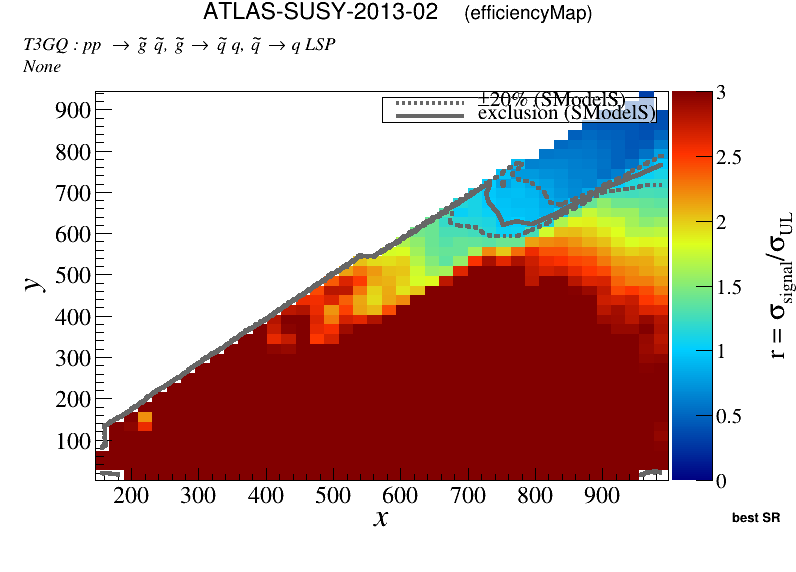 ATLAS-SUSY-2013-02 (efficiencyMap)
T3GQ : pp → g̃ q̃, g̃ → q̃ q, q̃ → q LSP
None
±20% (SModelS)
exclusion (SModelS)
900
800
700
600
500
400
300
200
100
y
200 300 400 500 600 700 800 900
x
3
2.5
2
1.5
1
0.5
0
r = σsignal/σUL
best SR